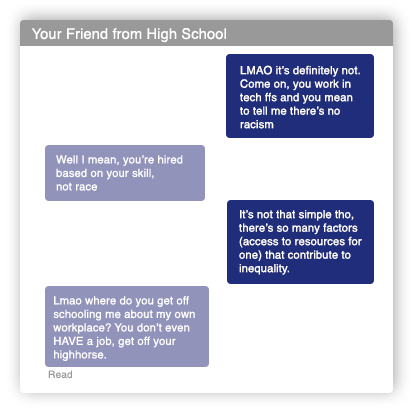 Your Friend from High School
LMAO it's definitely not.
Come on, you work in
tech ffs and you mean
to tell me there's no
racism
Well I mean, you're hired
based on your skill,
not race
It's not that simple tho,
there's so many factors
(access to resources for
one) that contribute to
inequality.
Lmao where do you get off
schooling me about my own
workplace? You don't even
HAVE a job, get off your
highhorse.
Read